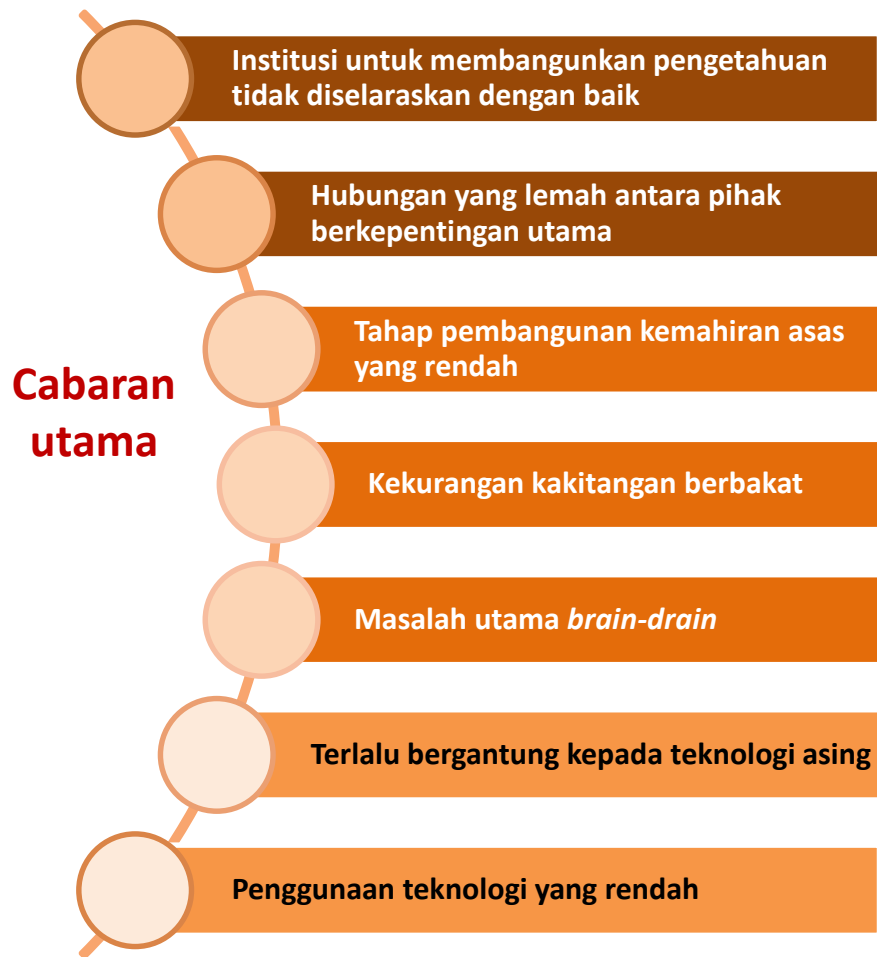 Institusi untuk membangunkan pengetahuan
tidak diselaraskan dengan baik
Hubungan yang lemah antara pihak
berkepentingan utama
Tahap pembangunan kemahiran asas
yang rendah
Cabaran
utama
Kekurangan kakitangan berbakat
Masalah utama brain-drain
Terlalu bergantung kepada teknologi asing
Penggunaan teknologi yang rendah